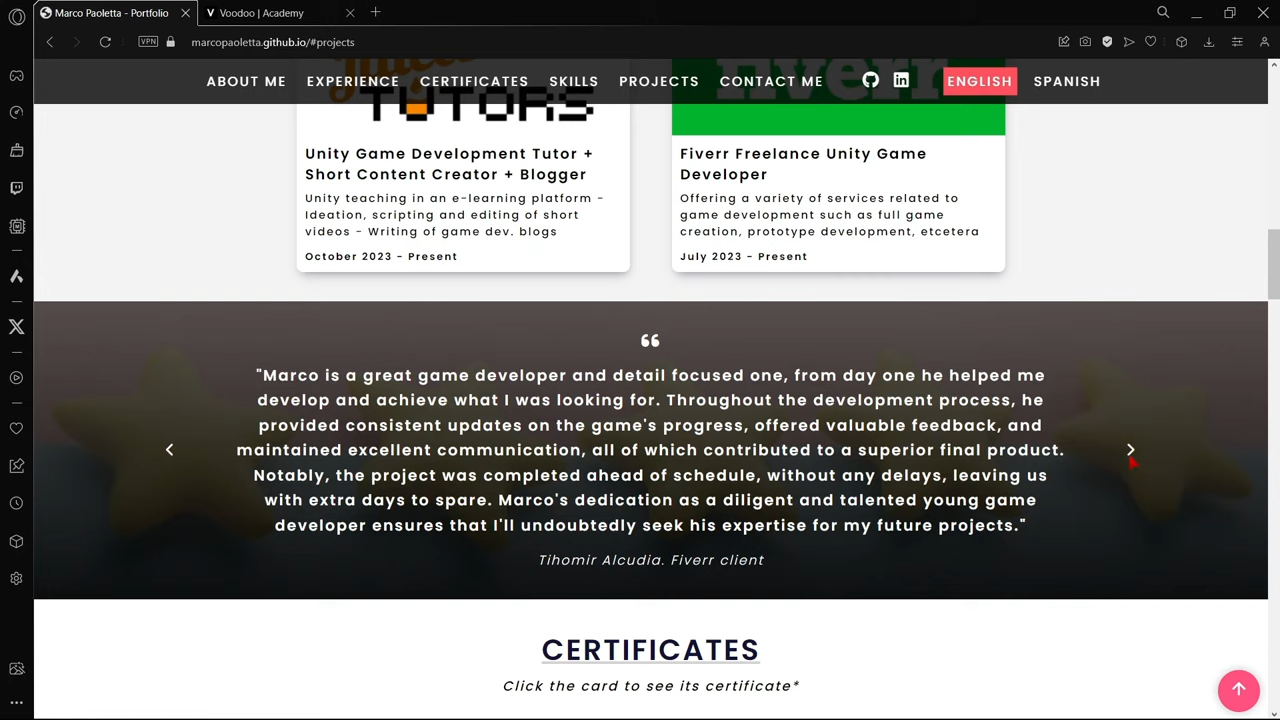 Marco Paoletta - Portfolio
Voodoo | Academy
VPN
marcopaoletta.github.io/#projects
ABOUT ME EXPERIENCE CERTIFICATES SKILLS PROJECTS CONTACT ME ENGLISH SPANISH
TUTORS
fiverr
Unity Game Development Tutor +
Short Content Creator + Blogger
Unity teaching in an e-learning platform -
Ideation, scripting and editing of short
videos - Writing of game dev. blogs
October 2023 - Present
Fiverr Freelance Unity Game
Developer
Offering a variety of services related to
game development such as full game
creation, prototype development, etcetera
July 2023 - Present
"Marco is a great game developer and detail focused one, from day one he helped me
develop and achieve what I was looking for. Throughout the development process, he
provided consistent updates on the game's progress, offered valuable feedback, and
maintained excellent communication, all of which contributed to a superior final product.
Notably, the project was completed ahead of schedule, without any delays, leaving us
with extra days to spare. Marco's dedication as a diligent and talented young game
developer ensures that I'll undoubtedly seek his expertise for my future projects."
Tihomir Alcudia. Fiverr client
CERTIFICATES
Click the card to see its certificate*